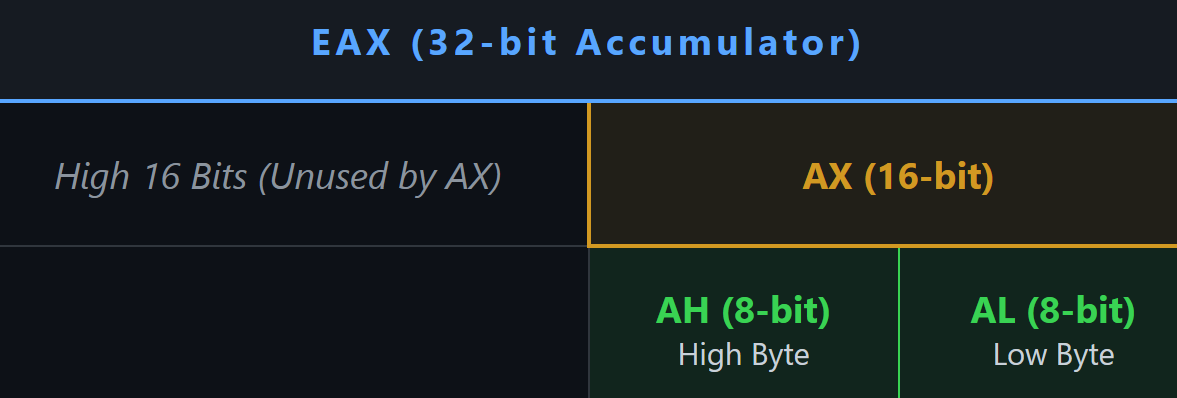 EAX (32-bit Accumulator)
High 16 Bits (Unused by AX)
AX (16-bit)
AH (8-bit)
High Byte
AL (8-bit)
Low Byte